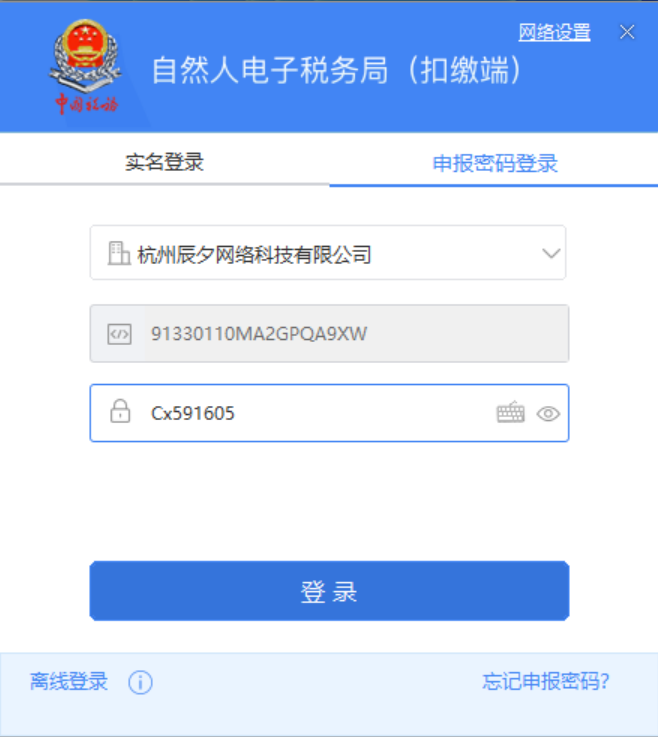 网络设置
自然人电子税务局（扣缴端）
中国税务
实名登录
申报密码登录
杭州辰夕网络科技有限公司
91330110MA2GPQA9XW
Cx591605
登录
离线登录
忘记申报密码?